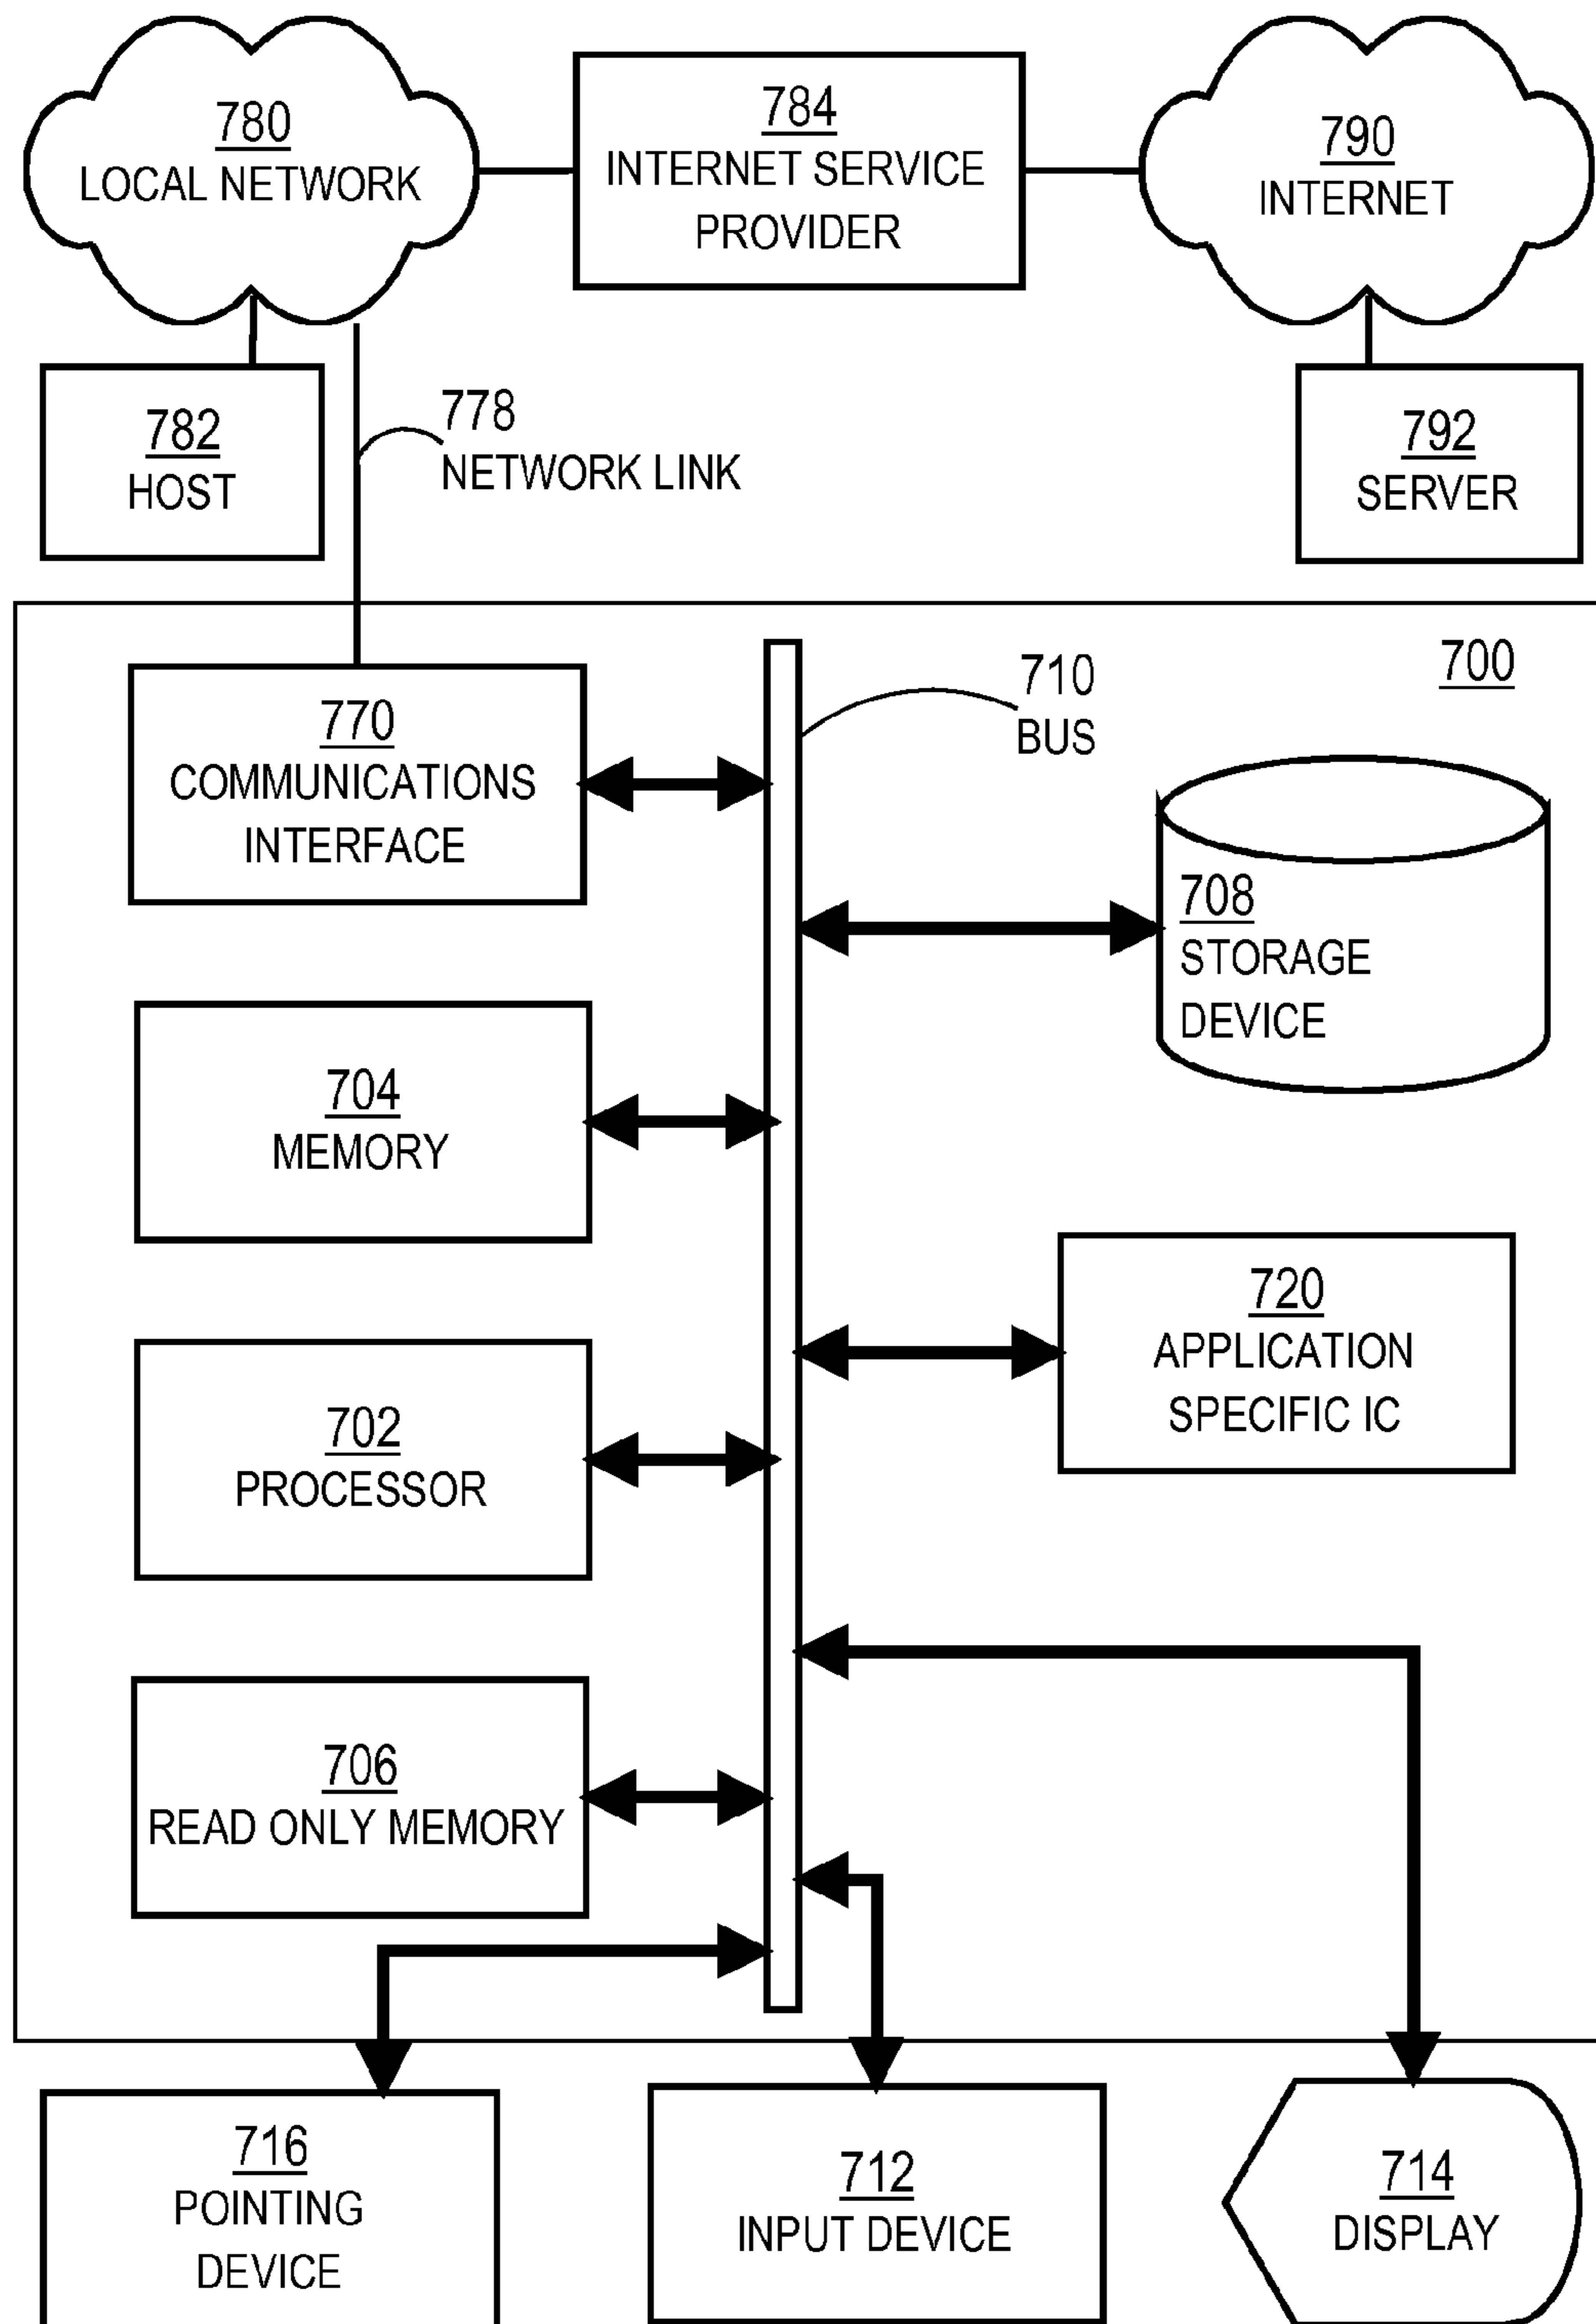 780
LOCAL NETWORK
784
INTERNET SERVICE
PROVIDER
790
INTERNET
782
HOST
778
NETWORK LINK
792
SERVER
700
710
BUS
770
COMMUNICATIONS
INTERFACE
708
STORAGE
DEVICE
704
MEMORY
720
APPLICATION
SPECIFIC IC
702
PROCESSOR
706
READ ONLY MEMORY
716
POINTING
DEVICE
712
INPUT DEVICE
714
DISPLAY